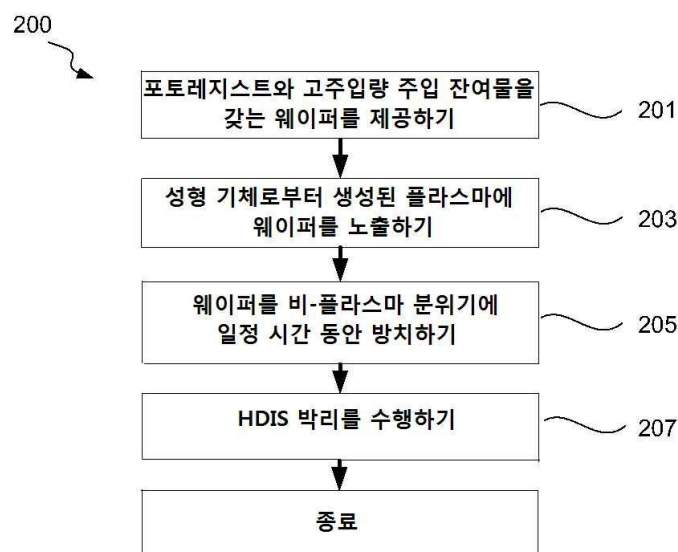 200
포토레지스트와 고주입량 주입 잔여물을
갖는 웨이퍼를 제공하기
201
성형 기체로부터 생성된 플라스마에
웨이퍼를 노출하기
203
웨이퍼를 비-플라스마 분위기에
일정 시간 동안 방치하기
205
HDIS 박리를 수행하기
207
종료